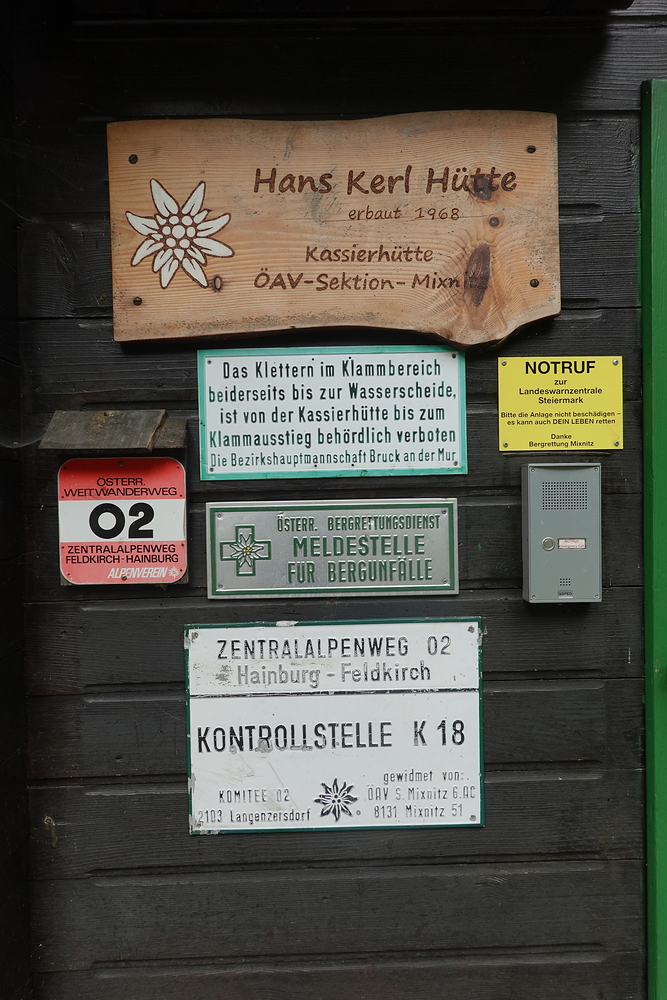 Hans Kerl Hütte
erbaut 1968
Kassierhütte
ÖAV-Sektion-Mixnitz
Das Klettern im Klammbereich
beiderseits bis zur Wasserscheide,
ist von der Kassierhütte bis zum
Klammausstieg behördlich verboten
Die Bezirkshauptmannschaft Bruck an der Mur
NOTRUF
zur
Landeswarnzentrale
Steiermark
Bitte die Anlage nicht beschädigen –
es kann auch DEIN LEBEN retten
Danke
Bergrettung Mixnitz
ÖSTERR.
WEITWANDERWEG
02
ZENTRALALPENWEG
FELDKIRCH-HAINBURG
ALPENVEREIN
ÖSTERR. BERGRETTUNGSDIENST
MELDESTELLE
FÜR BERGUNFÄLLE
ZENTRALALPENWEG 02
Hainburg - Feldkirch
KONTROLLSTELLE K 18
gewidmet von:
KOMITEE 02 ÖAV S. Mixnitz G.AC
2103 Langenzersdorf 8131 Mixnitz 51